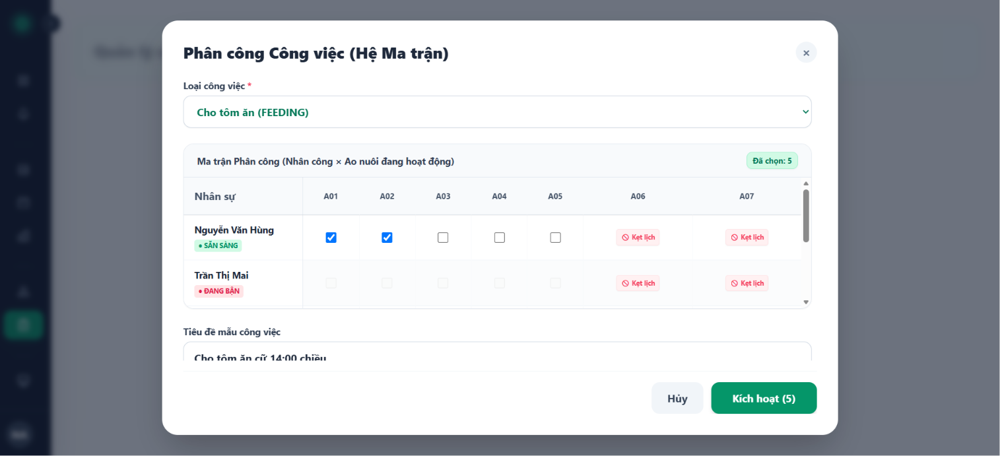 Phân công Công việc (Hệ Ma trận)
×
Loại công việc *
Cho tôm ăn (FEEDING)
Ma trận Phân công (Nhân công × Ao nuôi đang hoạt động)
Đã chọn: 5
Nhân sự A01 A02 A03 A04 A05 A06 A07
Nguyễn Văn Hùng
• SẴN SÀNG
Kẹt lịch Kẹt lịch
Trần Thị Mai
• ĐANG BẬN
Kẹt lịch Kẹt lịch
Tiêu đề mẫu công việc
Cho tôm ăn cữ 14:00 chiều
Hủy
Kích hoạt (5)